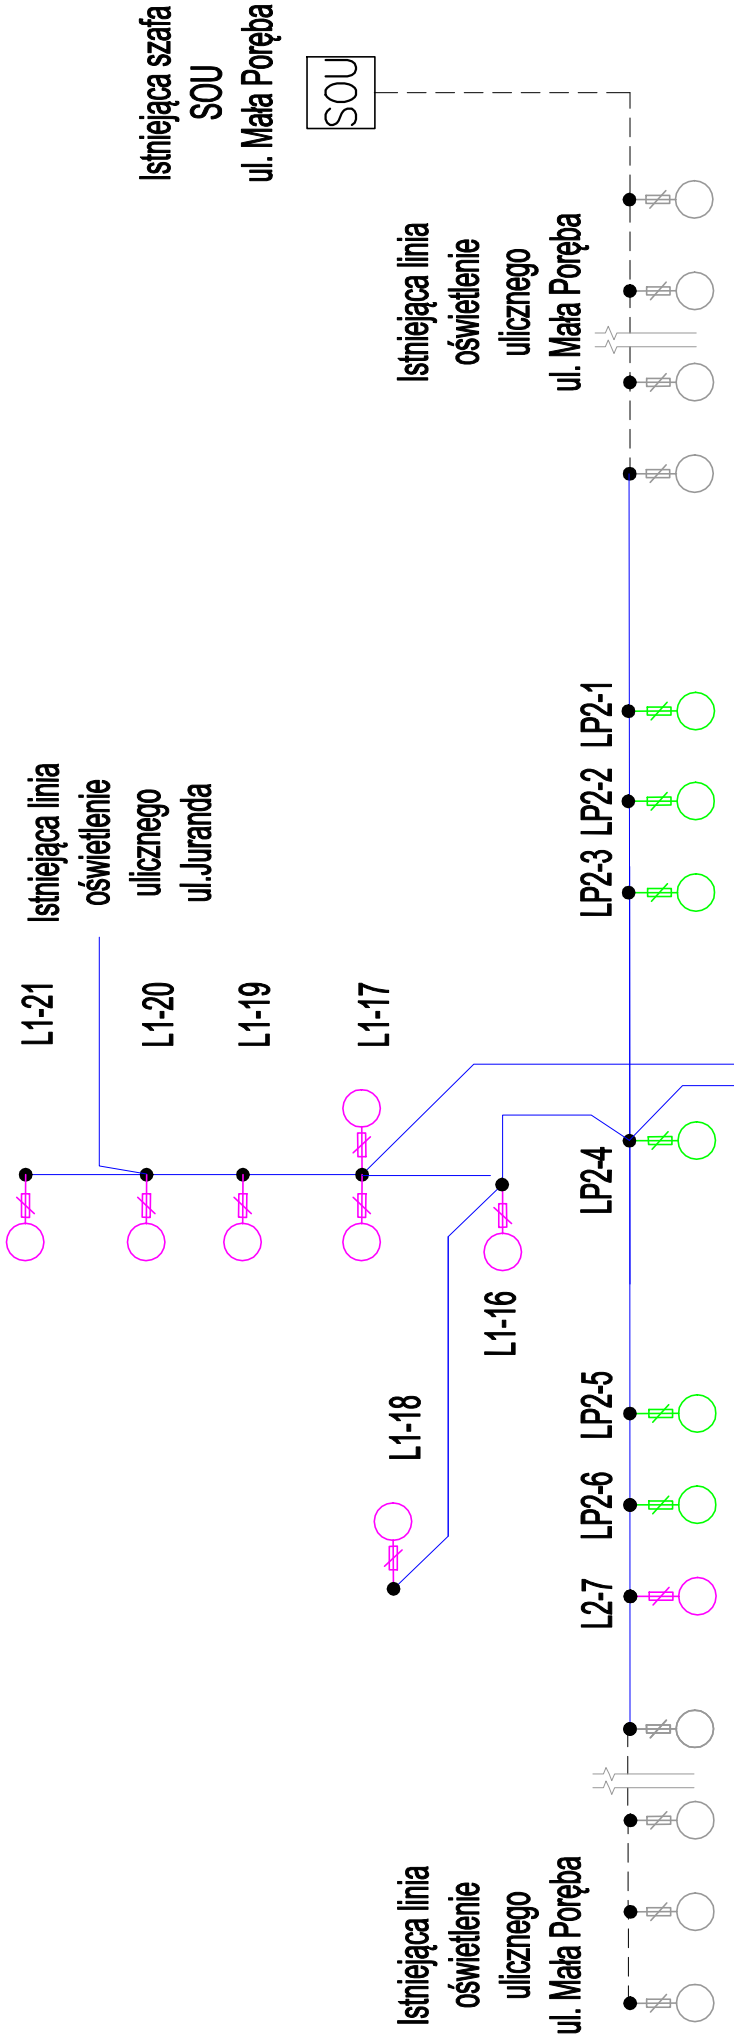 Istniejąca szafa
SOU
ul. Mała Poręba
SOU
Istniejąca linia
oświetlenie
ulicznego
ul. Mała Poręba
LP2-1
LP2-2
LP2-3
Istniejąca linia
oświetlenie
ulicznego
ul.Juranda
L1-21
L1-20
L1-19
L1-17
LP2-4
L1-16
L1-18
LP2-5
LP2-6
L2-7
Istniejąca linia
oświetlenie
ulicznego
ul. Mała Poręba